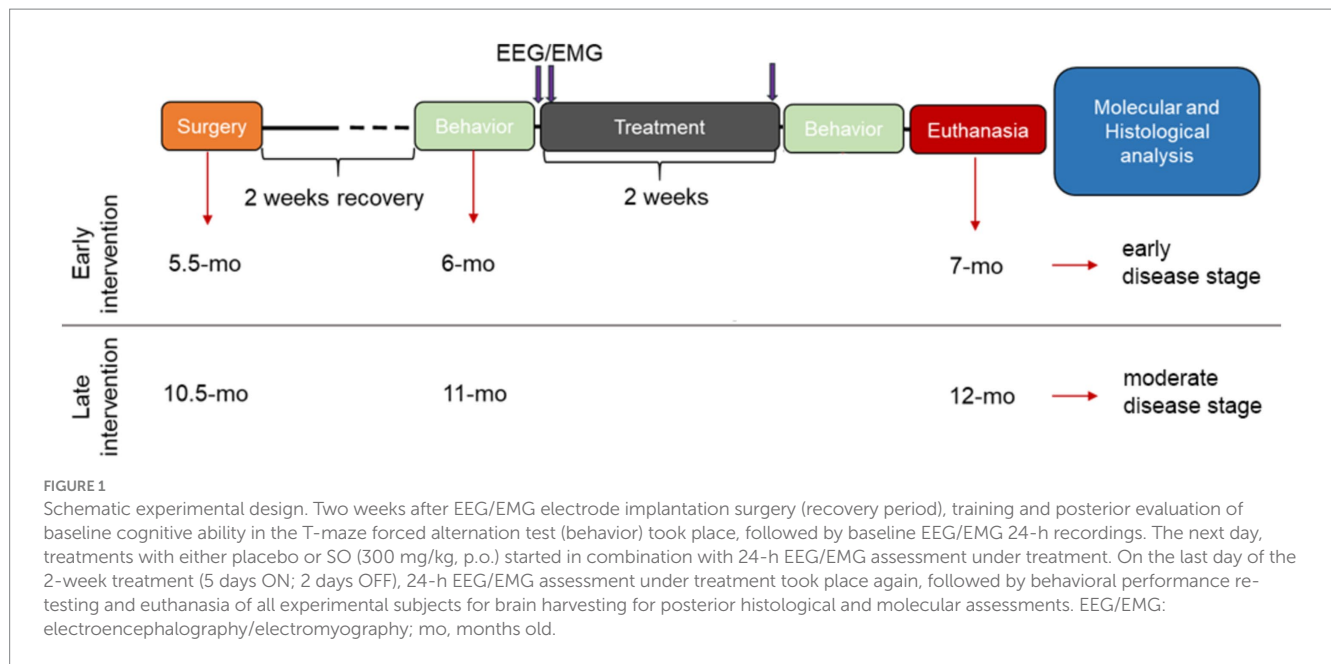 EEG/EMG
Surgery
Behavior
Treatment
Behavior
Euthanasia
Molecular and
Histological
analysis
2 weeks recovery
2 weeks
Early
intervention
5.5-mo
6-mo
7-mo
early
disease stage
Late
intervention
10.5-mo
11-mo
12-mo
moderate
disease stage
FIGURE 1
Schematic experimental design. Two weeks after EEG/EMG electrode implantation surgery (recovery period), training and posterior evaluation of
baseline cognitive ability in the T-maze forced alternation test (behavior) took place, followed by baseline EEG/EMG 24-h recordings. The next day,
treatments with either placebo or SO (300 mg/kg, p.o.) started in combination with 24-h EEG/EMG assessment under treatment. On the last day of the
2-week treatment (5 days ON; 2 days OFF), 24-h EEG/EMG assessment under treatment took place again, followed by behavioral performance re-
testing and euthanasia of all experimental subjects for brain harvesting for posterior histological and molecular assessments. EEG/EMG:
electroencephalography/electromyography; mo, months old.